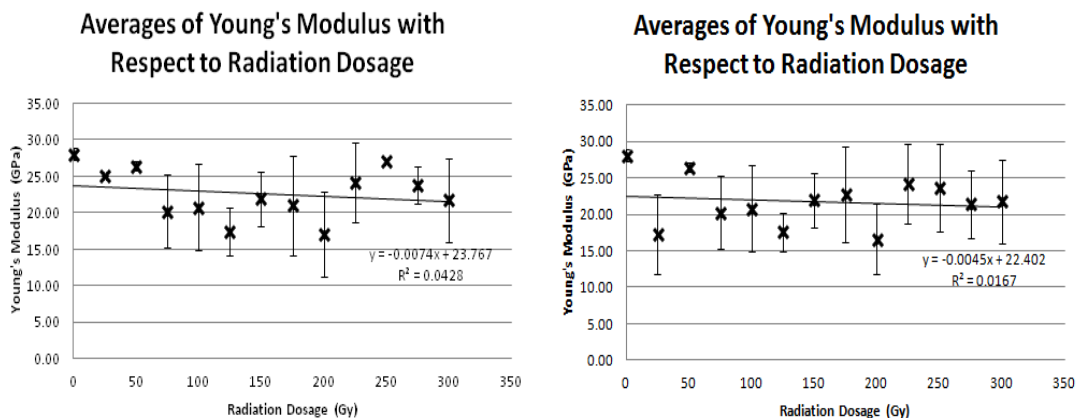 Averages of Young's Modulus with
Respect to Radiation Dosage
35.00
30.00
25.00
20.00
15.00
10.00
5.00
0.00
Young's Modulus (GPa)
y = -0.0074x + 23.767
R² = 0.0428
0 50 100 150 200 250 300 350
Radiation Dosage (Gy)
Averages of Young's Modulus with
Respect to Radiation Dosage
35.00
30.00
25.00
20.00
15.00
10.00
5.00
0.00
Young's Modulus (GPa)
y = -0.0045x + 22.402
R² = 0.0167
0 50 100 150 200 250 300 350
Radiation Dosage (Gy)